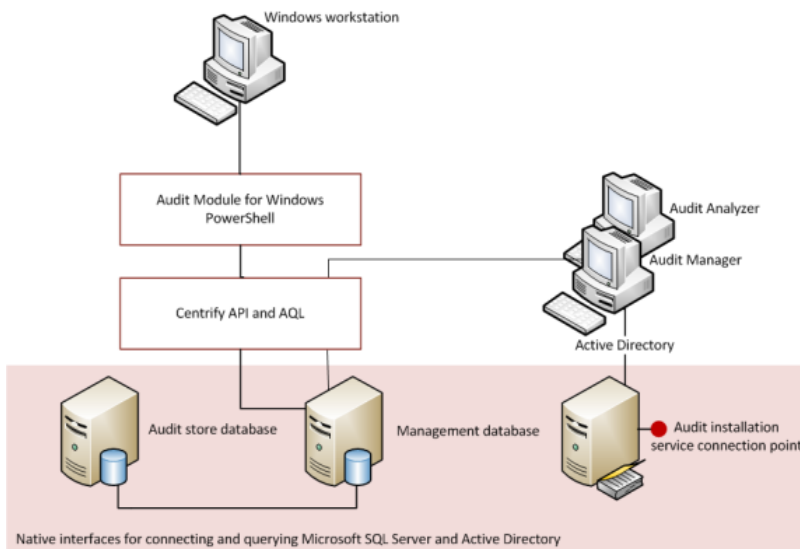 Windows workstation
Audit Module for Windows
PowerShell
Audit Analyzer
Audit Manager
Centrify API and AQL
Active Directory
Audit store database
Management database
Audit installation
service connection point
Native interfaces for connecting and querying Microsoft SQL Server and Active Directory